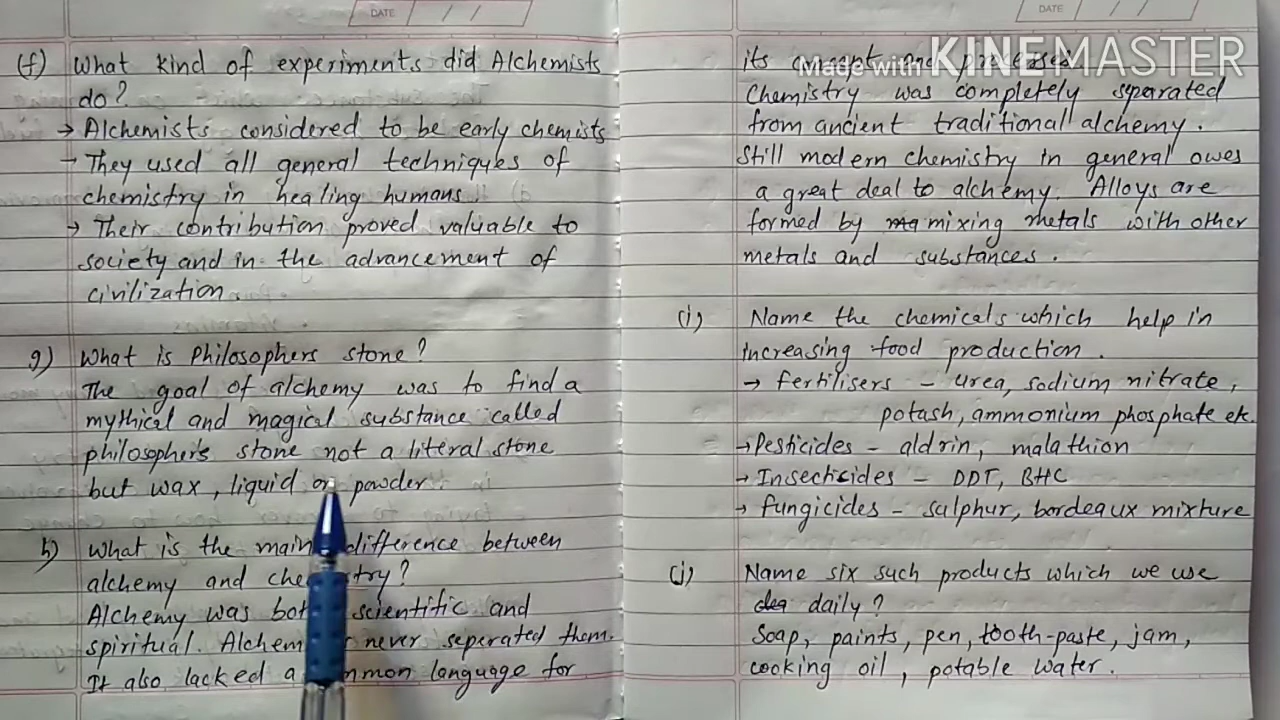 DATE / /
(f) What kind of experiments did Alchemists
do?
→ Alchemists considered to be early chemists
→ They used all general techniques of
chemistry in healing humans.
→ Their contribution proved valuable to
society and in the advancement of
civilization.
g) What is Philosophers stone?
The goal of alchemy was to find a
mythical and magical substance called
philosophers stone not a literal stone
but wax, liquid or powder.
h) What is the main difference between
alchemy and
Alchemy was scientific and
spiritual. never seperated them.
It also lacked a language for
DATE / /
Made with KINEMASTER
its concept and processes
Chemistry was completely separated
from ancient traditional alchemy.
Still modern chemistry in general owes
a great deal to alchemy. Alloys are
formed by mixing metals with other
metals and substances.
(i) Name the chemicals which help in
increasing food production.
→ fertilisers - urea, sodium nitrate,
potash, ammonium phosphate etc.
→ Pesticides - aldrin, malathion
→ Insecticides - DDT, BHC
→ fungicides - sulphur, bordeaux mixture
(j) Name six such products which we use
daily?
Soap, paints, pen, tooth-paste, jam,
cooking oil, potable water.